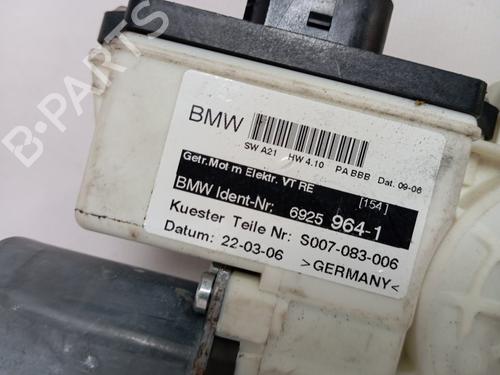 BMW
SW A21 HW 4.10 PA BBB Dat. 09-06
Getr.Mot m Elektr. VT RE
[154]
BMW Ident-Nr: 6925 964-1
Kuester Teile Nr: S007-083-006
Datum: 22-03-06 >GERMANY<
B-PARTS